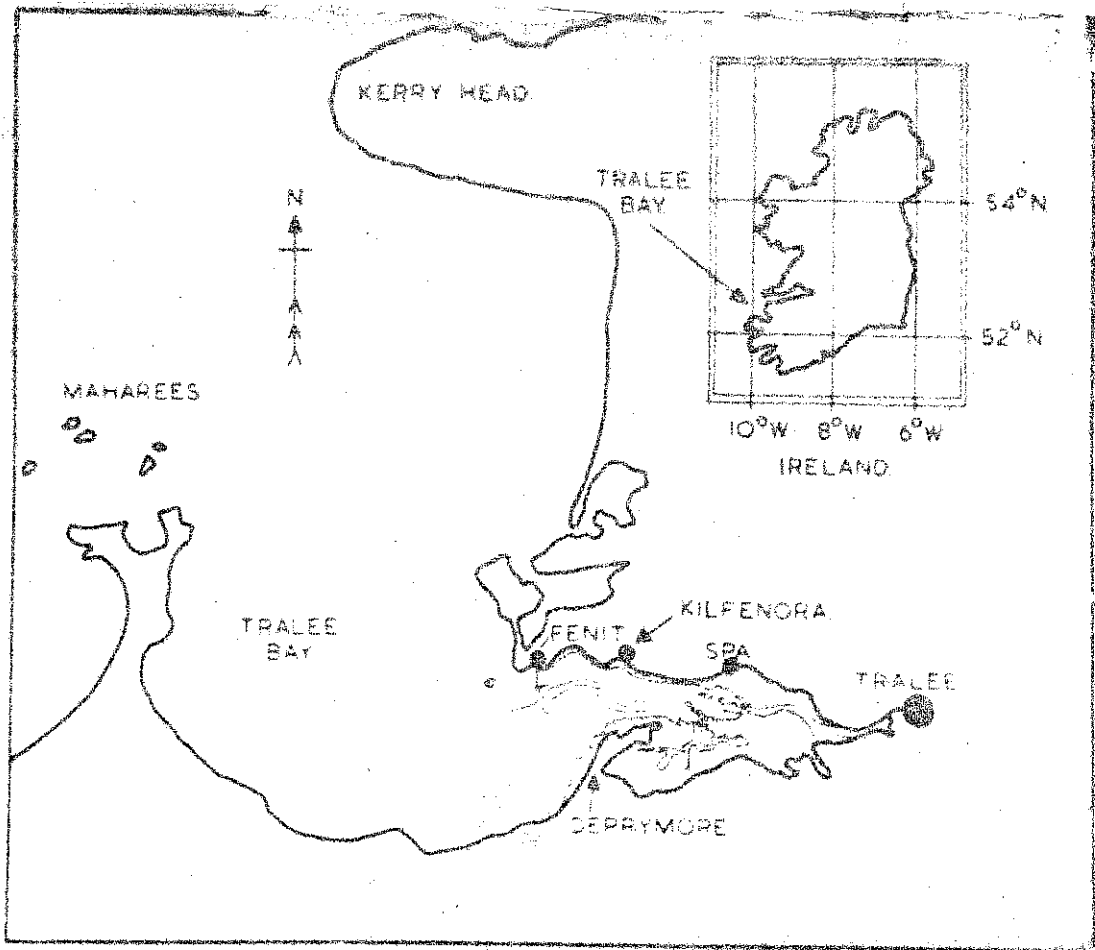 KERRY HEAD
TRALEE
BAY
54°N
52°N
10°W 8°W 6°W
IRELAND
N
MAHAREES
TRALEE
BAY
FENIT
KILFENORA
SPA
TRALEE
DERRYMORE